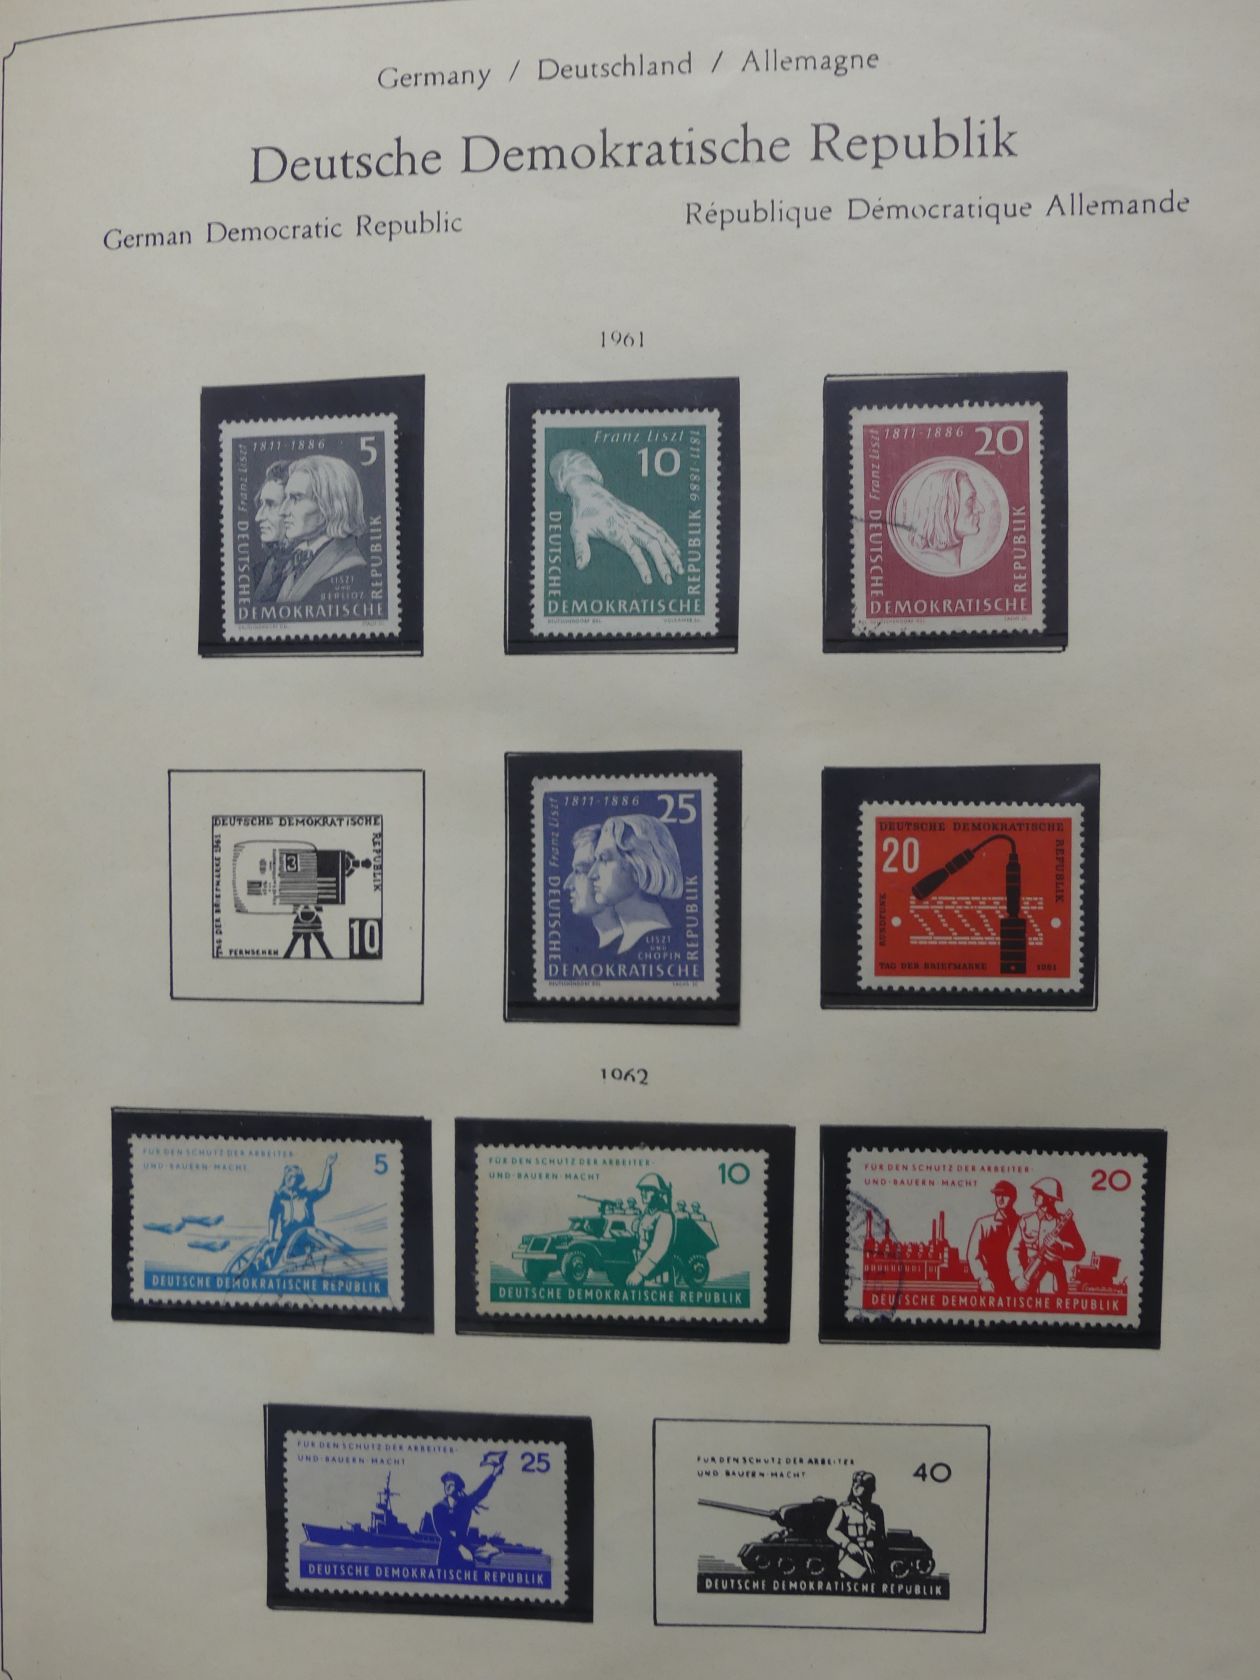 Germany / Deutschland / Allemagne
Deutsche Demokratische Republik
German Democratic Republic
République Démocratique Allemande
1961
1811-1886
5
Franz Liszt
LISZT
UND
BERLIOZ
DEUTSCHE
DEMOKRATISCHE
REPUBLIK
Franz Liszt
1811-1886
10
DEUTSCHE
DEMOKRATISCHE
REPUBLIK
1811-1886
20
Franz Liszt
DEUTSCHE
DEMOKRATISCHE
REPUBLIK
DEUTSCHE DEMOKRATISCHE
REPUBLIK
TAG DER BRIEFMARKE 1961
3
FERNSEHEN
10
1811-1886
25
Franz Liszt
LISZT
UND
CHOPIN
DEUTSCHE
DEMOKRATISCHE
REPUBLIK
DEUTSCHE DEMOKRATISCHE
REPUBLIK
20
RUNDFUNK
TAG DER BRIEFMARKE 1961
1962
FÜR DEN SCHUTZ DER ARBEITER-
UND-BAUERN-MACHT
5
DEUTSCHE DEMOKRATISCHE REPUBLIK
FÜR DEN SCHUTZ DER ARBEITER-
UND-BAUERN-MACHT
10
DEUTSCHE DEMOKRATISCHE REPUBLIK
FÜR DEN SCHUTZ DER ARBEITER-
UND-BAUERN MACHT
20
DEUTSCHE DEMOKRATISCHE REPUBLIK
FÜR DEN SCHUTZ DER ARBEITER-
UND-BAUERN MACHT
25
DEUTSCHE DEMOKRATISCHE REPUBLIK
FÜR DEN SCHUTZ DER ARBEITER
UND BAUERN-MACHT
40
DEUTSCHE DEMOKRATISCHE REPUBLIK